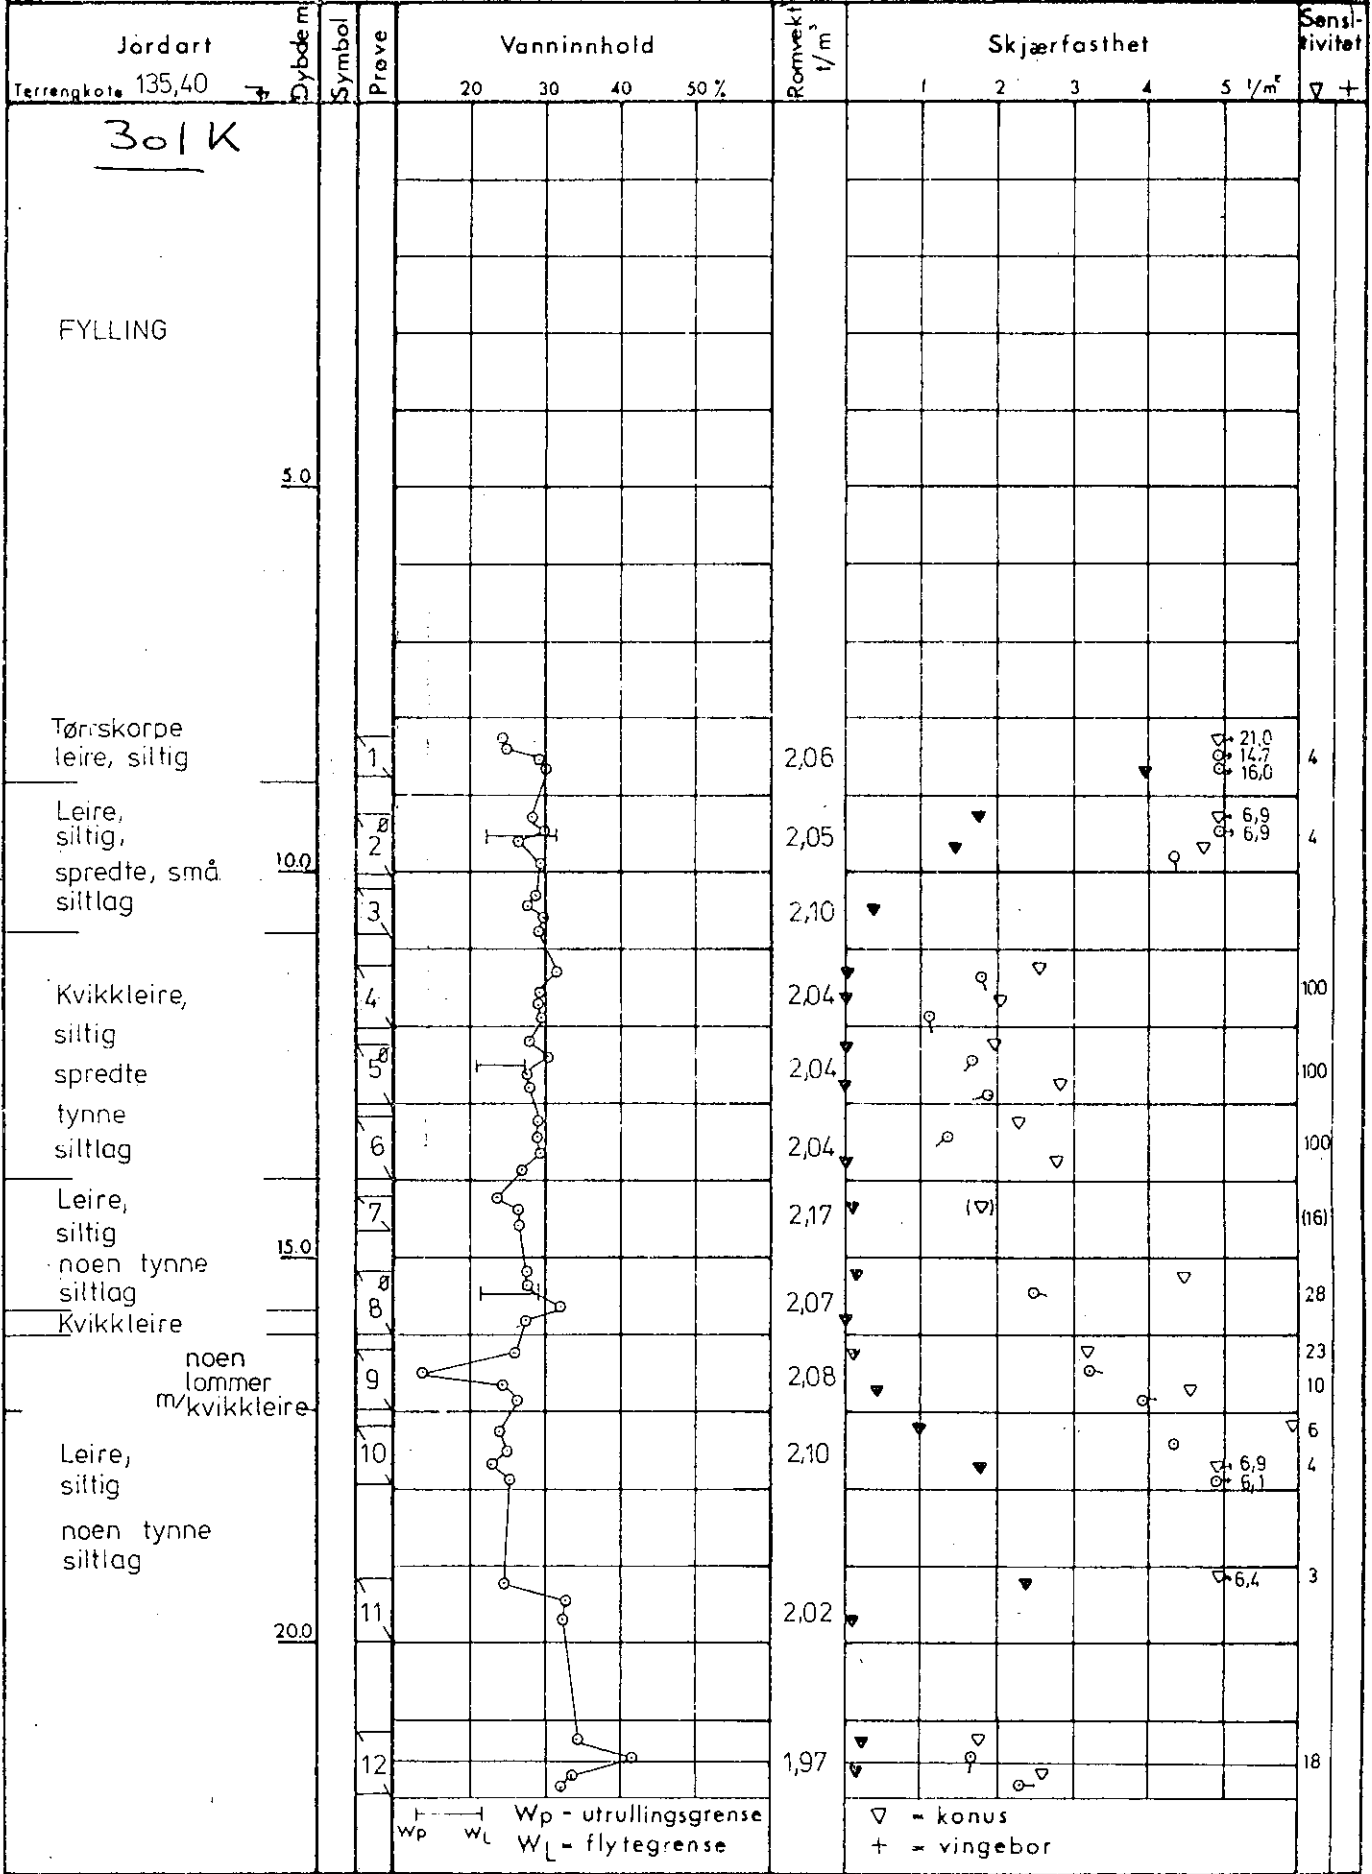 Jordart
Dybde m
Symbol
Prøve
Vanninnhold
Romvekt t/m³
Skjærfasthet
Sensitivitet
Terrengkote 135,40
20 30 40 50 %
1 2 3 4 5 t/m²
▽ +
301 K
FYLLING
5.0
Tørrskorpe
leire, siltig
1
2,06
21,0
14,7
16,0
4
Leire,
siltig,
spredte, små
siltlag
10.0
2
ø
2,05
6,9
6,9
4
3
2,10
Kvikkleire,
siltig
spredte
tynne
siltlag
4
2,04
100
5
ø
2,04
100
6
2,04
100
Leire,
siltig
noen tynne
siltlag
15.0
7
2,17
(▽)
(16)
8
ø
2,07
28
Kvikkleire
noen
lommer
m/kvikkleire
9
2,08
23
10
Leire,
siltig
noen tynne
siltlag
10
2,10
6
6,9
6,1
4
11
2,02
6,4
3
20.0
12
1,97
18
Wp WL
Wp - utrullingsgrense
WL - flytegrense
▽ = konus
+ = vingebor